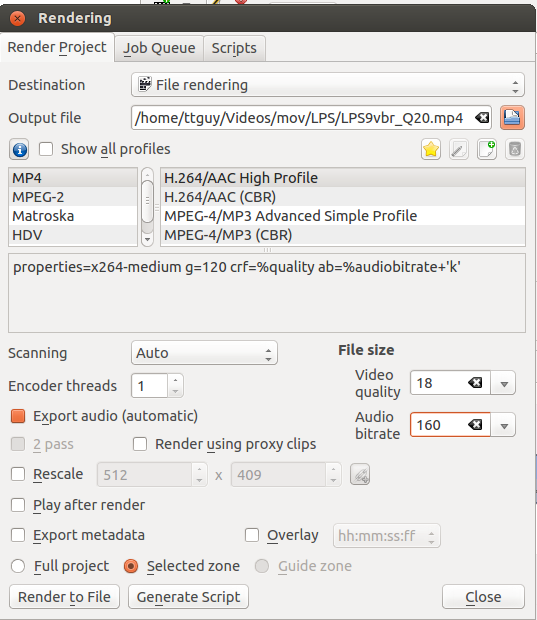 Rendering
Render Project Job Queue Scripts
Destination File rendering
Output file /home/ttguy/Videos/mov/LPS/LPS9vbr_Q20.mp4
Show all profiles
MP4 H.264/AAC High Profile
MPEG-2 H.264/AAC (CBR)
Matroska MPEG-4/MP3 Advanced Simple Profile
HDV MPEG-4/MP3 (CBR)
properties=x264-medium g=120 crf=%quality ab=%audiobitrate+'k'
Scanning Auto File size
Encoder threads 1 Video quality 18
Export audio (automatic) Audio bitrate 160
2 pass Render using proxy clips
Rescale 512 x 409
Play after render
Export metadata Overlay hh:mm:ss:ff
Full project Selected zone Guide zone
Render to File Generate Script Close